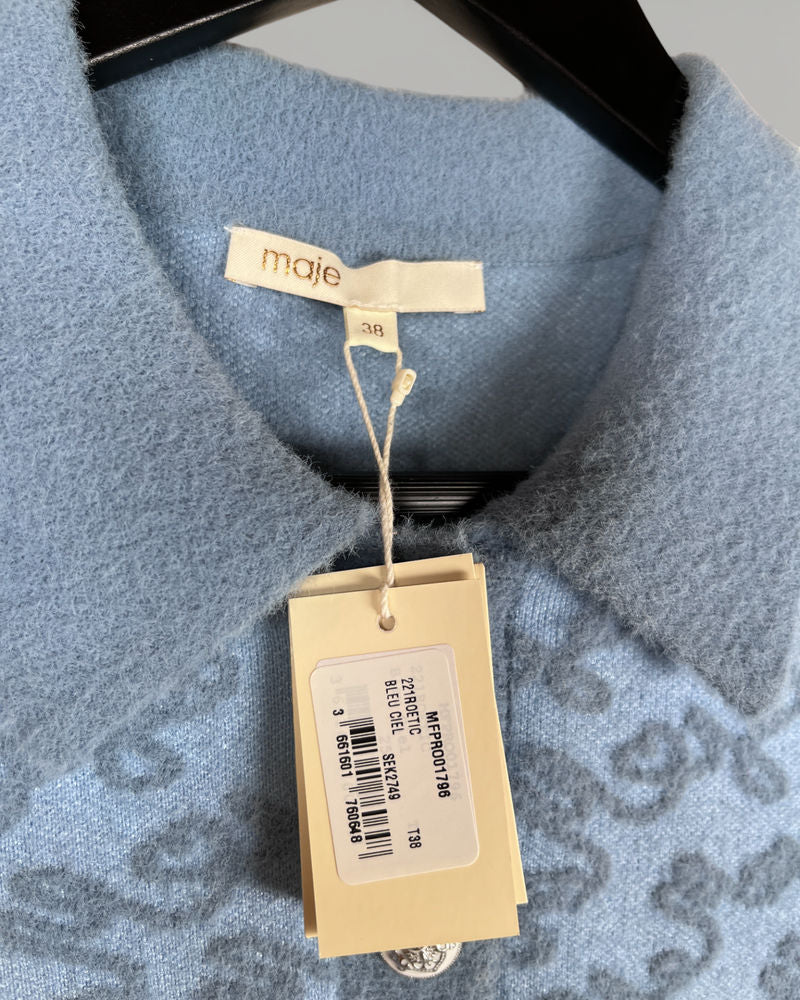 maje
38
MFPRO01796
221ROETIC
BLEU CIEL
SEK2749
T38
3 661601 760648